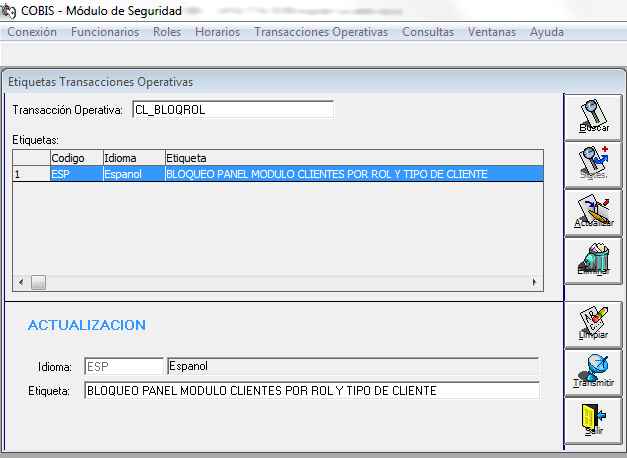 COBIS - Módulo de Seguridad
Conexión Funcionarios Roles Horarios Transacciones Operativas Consultas Ventanas Ayuda
Etiquetas Transacciones Operativas
Transacción Operativa: CL_BLOQROL
Buscar
Etiquetas:
Codigo Idioma Etiqueta
1 ESP Espanol BLOQUEO PANEL MODULO CLIENTES POR ROL Y TIPO DE CLIENTE
Sigtes.
Actualizar
Eliminar
ACTUALIZACION
Limpiar
Idioma: ESP Espanol
Transmitir
Etiqueta: BLOQUEO PANEL MODULO CLIENTES POR ROL Y TIPO DE CLIENTE
Salir